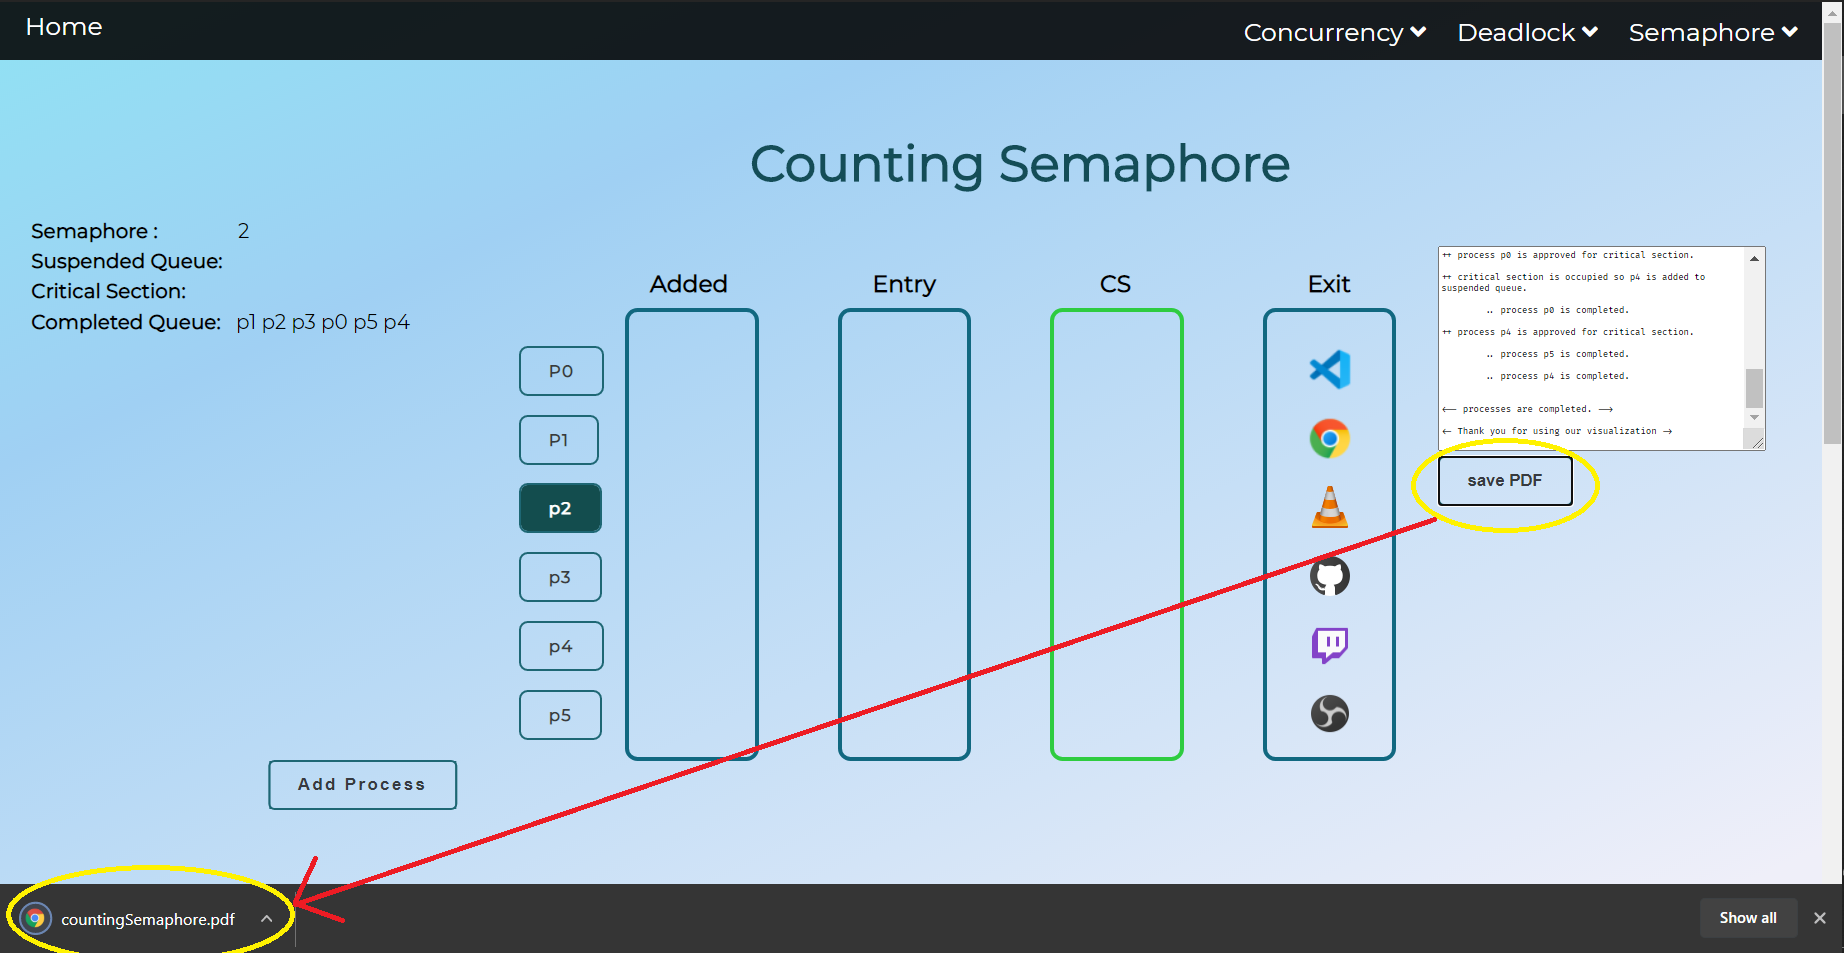 Home
Concurrency
Deadlock
Semaphore
Counting Semaphore
Semaphore : 2
Suspended Queue:
Critical Section:
Completed Queue: p1 p2 p3 p0 p5 p4
Added
Entry
CS
Exit
P0
P1
p2
p3
p4
p5
Add Process
++ process p0 is approved for critical section.
++ critical section is occupied so p4 is added to
suspended queue.
.. process p0 is completed.
++ process p4 is approved for critical section.
.. process p5 is completed.
.. process p4 is completed.
<-- processes are completed. -->
<- Thank you for using our visualization ->
save PDF
countingSemaphore.pdf
Show all